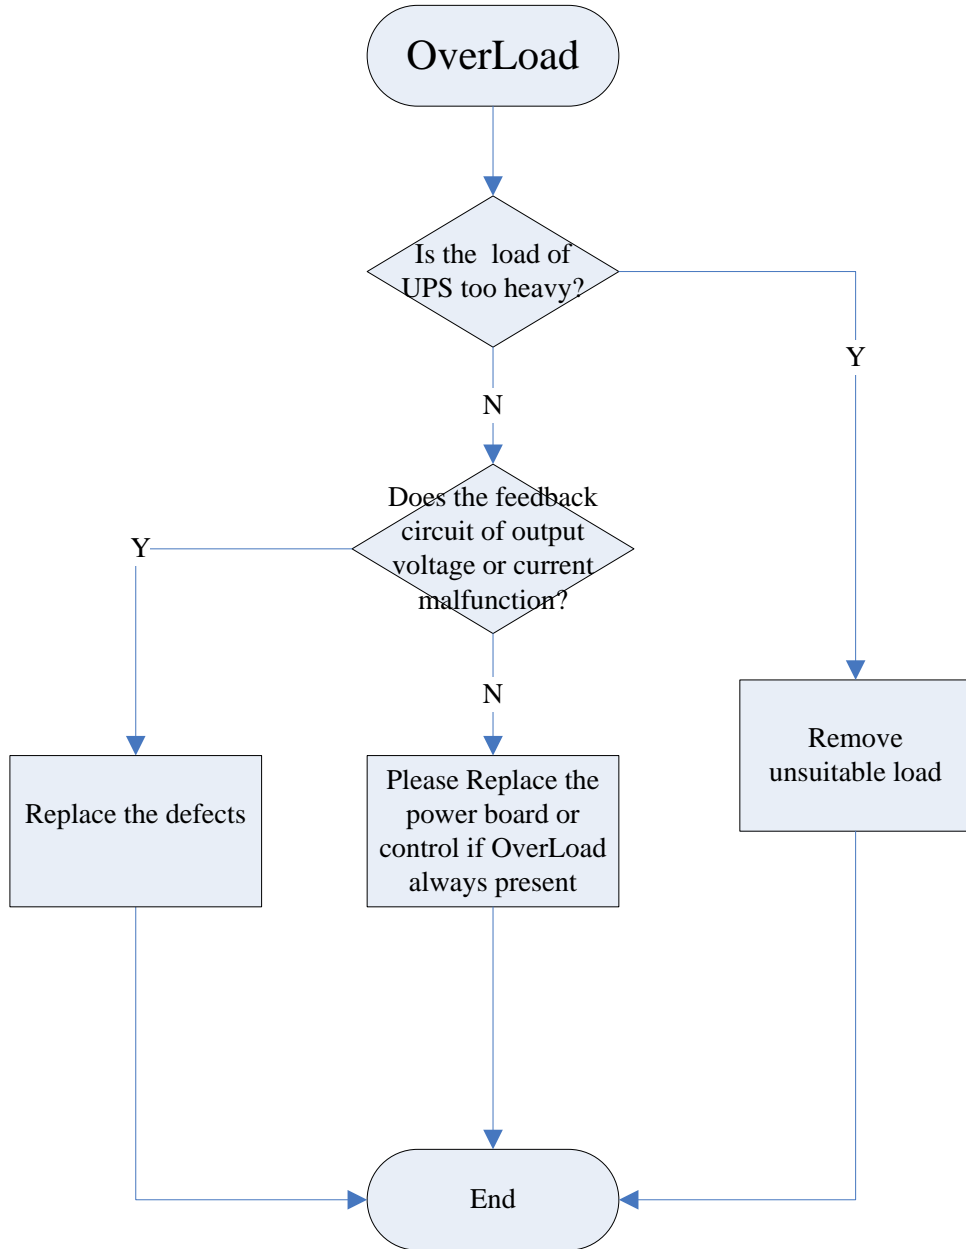 OverLoad
Is the load of
UPS too heavy?
Y
N
Does the feedback
circuit of output
voltage or current
malfunction?
Y
N
Remove
unsuitable load
Replace the defects
Please Replace the
power board or
control if OverLoad
always present
End